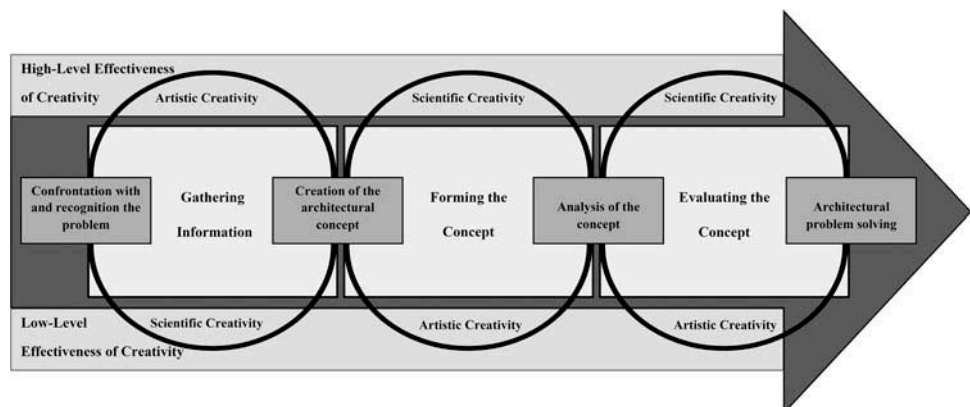 High-Level Effectiveness
of Creativity
Artistic Creativity
Scientific Creativity
Scientific Creativity
Confrontation with
and recognition the
problem
Gathering
Information
Creation of the
architectural
concept
Forming the
Concept
Analysis of the
concept
Evaluating the
Concept
Architectural
problem solving
Low-Level
Effectiveness of Creativity
Scientific Creativity
Artistic Creativity
Artistic Creativity